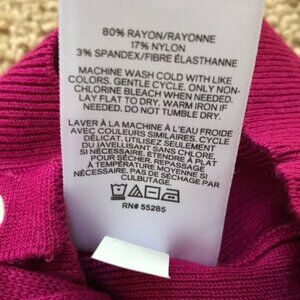 80% RAYON/RAYONNE
17% NYLON
3% SPANDEX/FIBRE ÉLASTHANNE
MACHINE WASH COLD WITH LIKE
COLORS. GENTLE CYCLE. ONLY NON-
CHLORINE BLEACH WHEN NEEDED.
LAY FLAT TO DRY. WARM IRON IF
NEEDED. DO NOT TUMBLE DRY.
LAVER À LA MACHINE À L'EAU FROIDE
AVEC COULEURS SIMILAIRES. CYCLE
DÉLICAT. UTILISEZ SEULEMENT
DU JAVELLISANT SANS CHLORE,
SI NÉCESSAIRE. ÉTENDRE À PLAT
POUR SÉCHER. REPASSAGE
À TEMPÉRATURE MOYENNE SI
NÉCESSAIRE. PAS DE SÉCHAGE PAR
CULBUTAGE.
RN# 55285